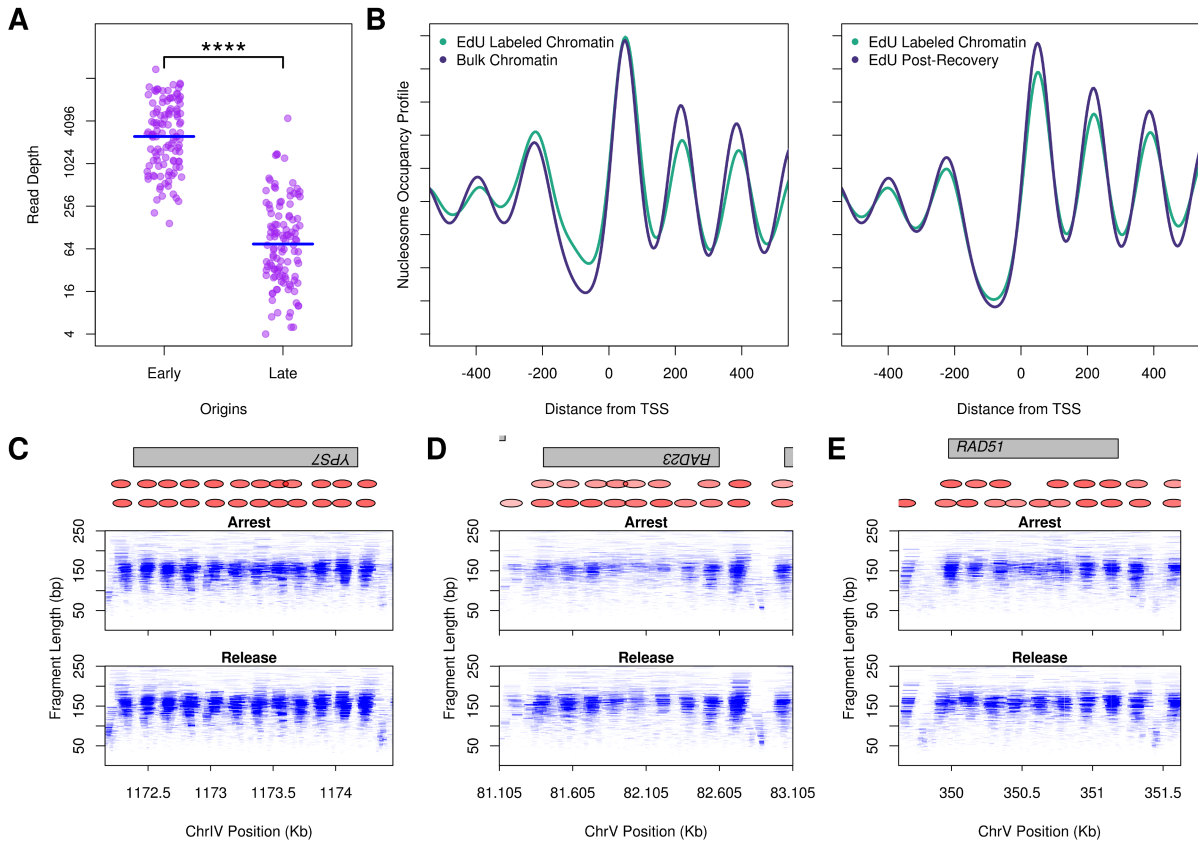 A
****
Read Depth
4096
1024
256
64
16
4
Early
Late
Origins
B
EdU Labeled Chromatin
Bulk Chromatin
Nucleosome Occupancy Profile
-400
-200
0
200
400
Distance from TSS
EdU Labeled Chromatin
EdU Post-Recovery
-400
-200
0
200
400
Distance from TSS
C
YPS7
Arrest
250
150
50
Release
250
150
50
Fragment Length (bp)
1172.5
1173
1173.5
1174
ChrIV Position (Kb)
D
RAD23
Arrest
250
150
50
Release
250
150
50
Fragment Length (bp)
81.105
81.605
82.105
82.605
83.105
ChrV Position (Kb)
E
RAD51
Arrest
250
150
50
Release
250
150
50
Fragment Length (bp)
350
350.5
351
351.5
ChrV Position (Kb)